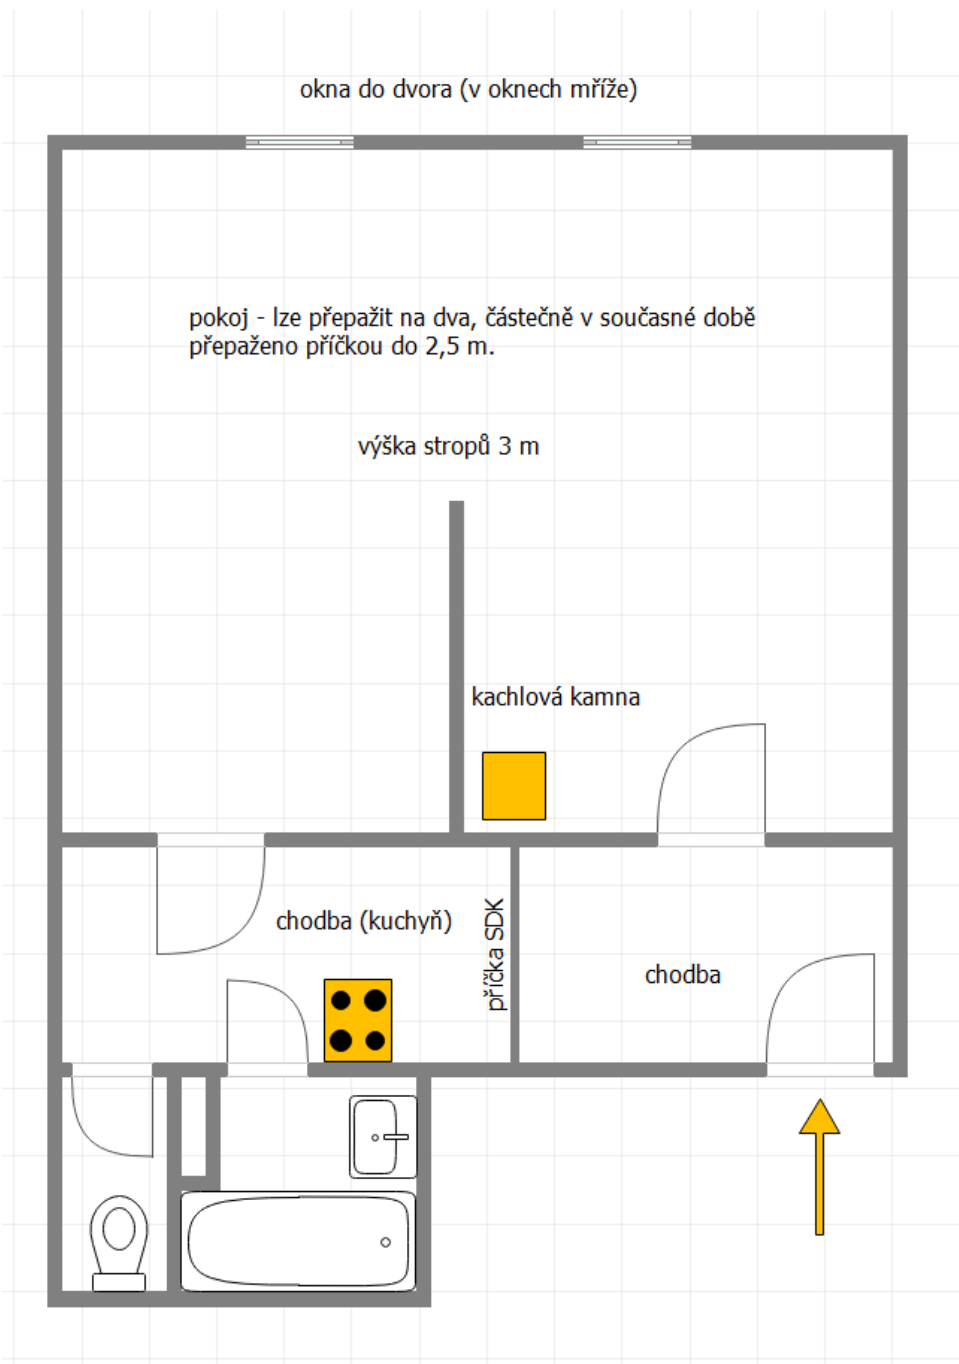 okna do dvora (v oknech mříže)
pokoj - lze přepažit na dva, částečně v současné době
přepaženo příčkou do 2,5 m.
výška stropů 3 m
kachlová kamna
chodba (kuchyň)
příčka SDK
chodba